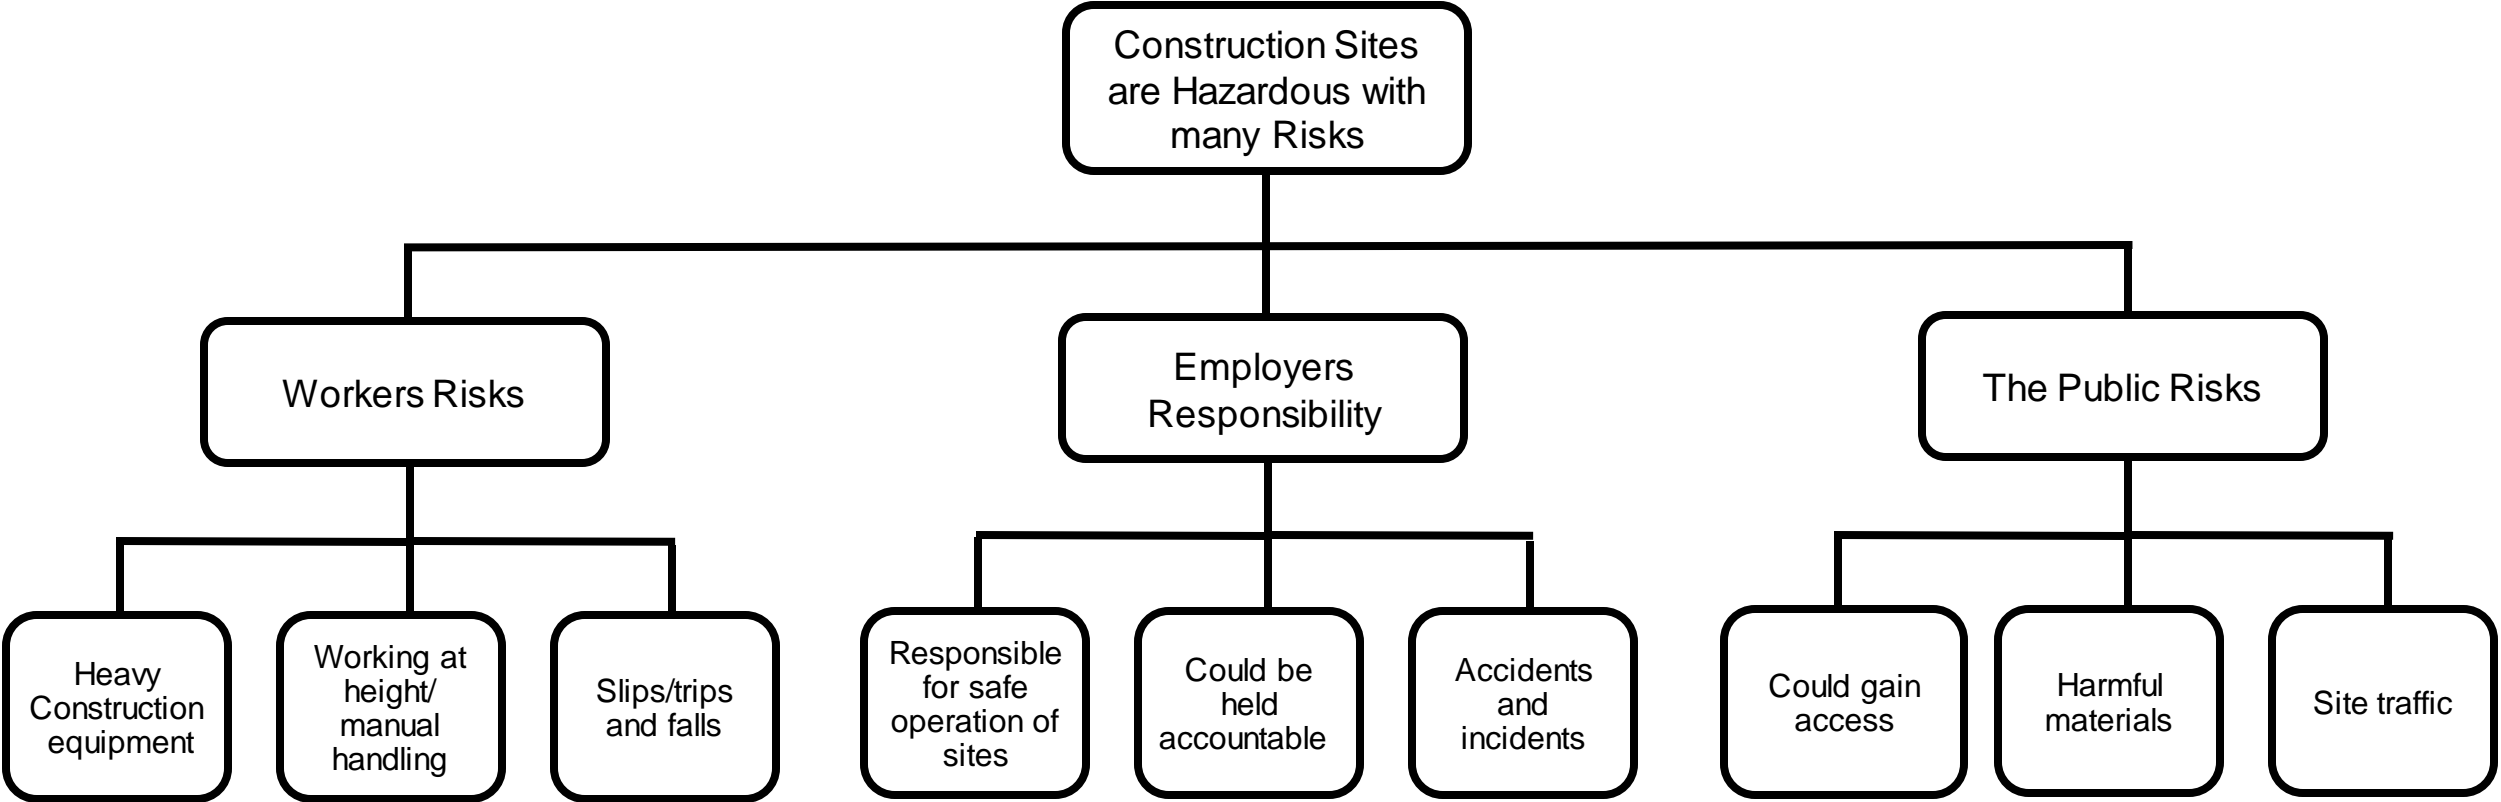 Construction Sites
are Hazardous with
many Risks
Workers Risks
Employers
Responsibility
The Public Risks
Heavy
Construction
equipment
Working at
height/
manual
handling
Slips/trips
and falls
Responsible
for safe
operation of
sites
Could be
held
accountable
Accidents
and
incidents
Could gain
access
Harmful
materials
Site traffic